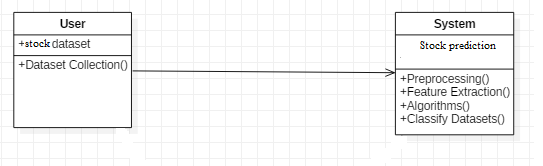 User
+stock dataset
+Dataset Collection()
System
Stock prediction
+Preprocessing()
+Feature Extraction()
+Algorithms()
+Classify Datasets()